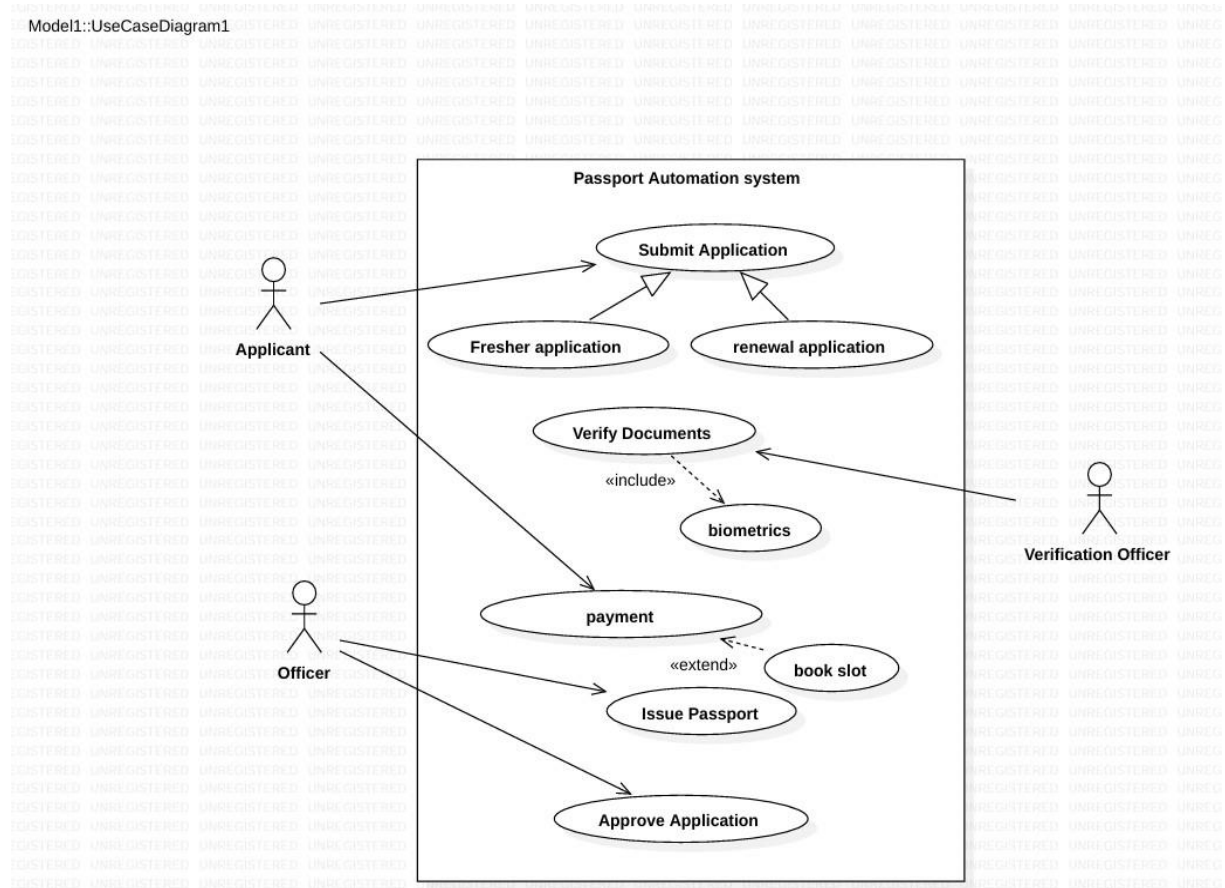 Model1::UseCaseDiagram1
Passport Automation system
Submit Application
Fresher application
renewal application
Applicant
Verify Documents
«include»
biometrics
Verification Officer
payment
«extend»
book slot
Officer
Issue Passport
Approve Application
UNREGISTERED